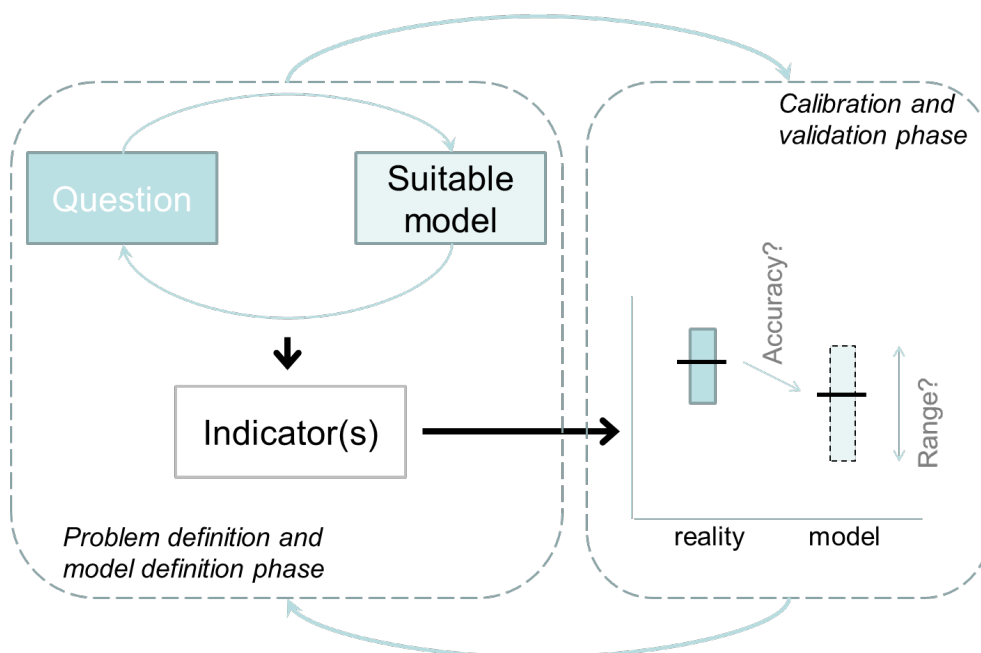 Calibration and
validation phase
Question
Suitable
model
Accuracy?
Range?
Indicator(s)
reality
model
Problem definition and
model definition phase